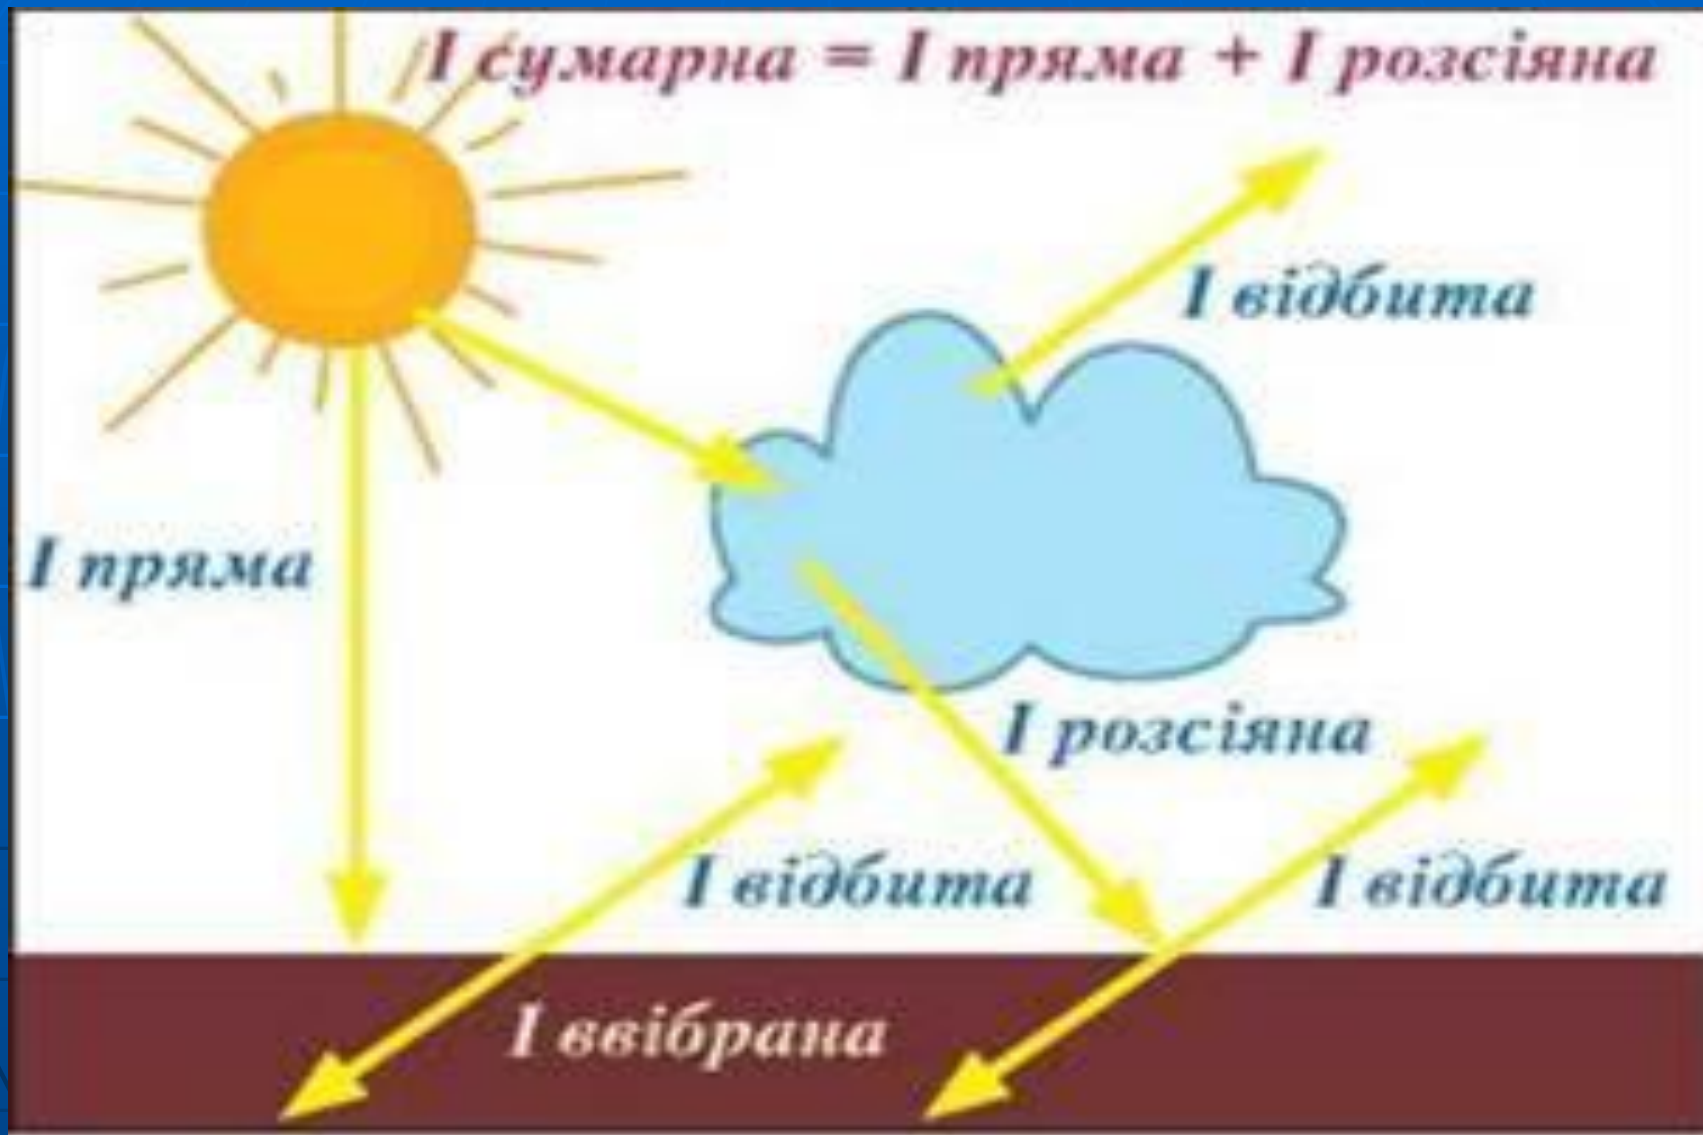 I сумарна = I пряма + I розсіяна
I відбита
I пряма
I розсіяна
I відбита
I відбита
I ввібрана